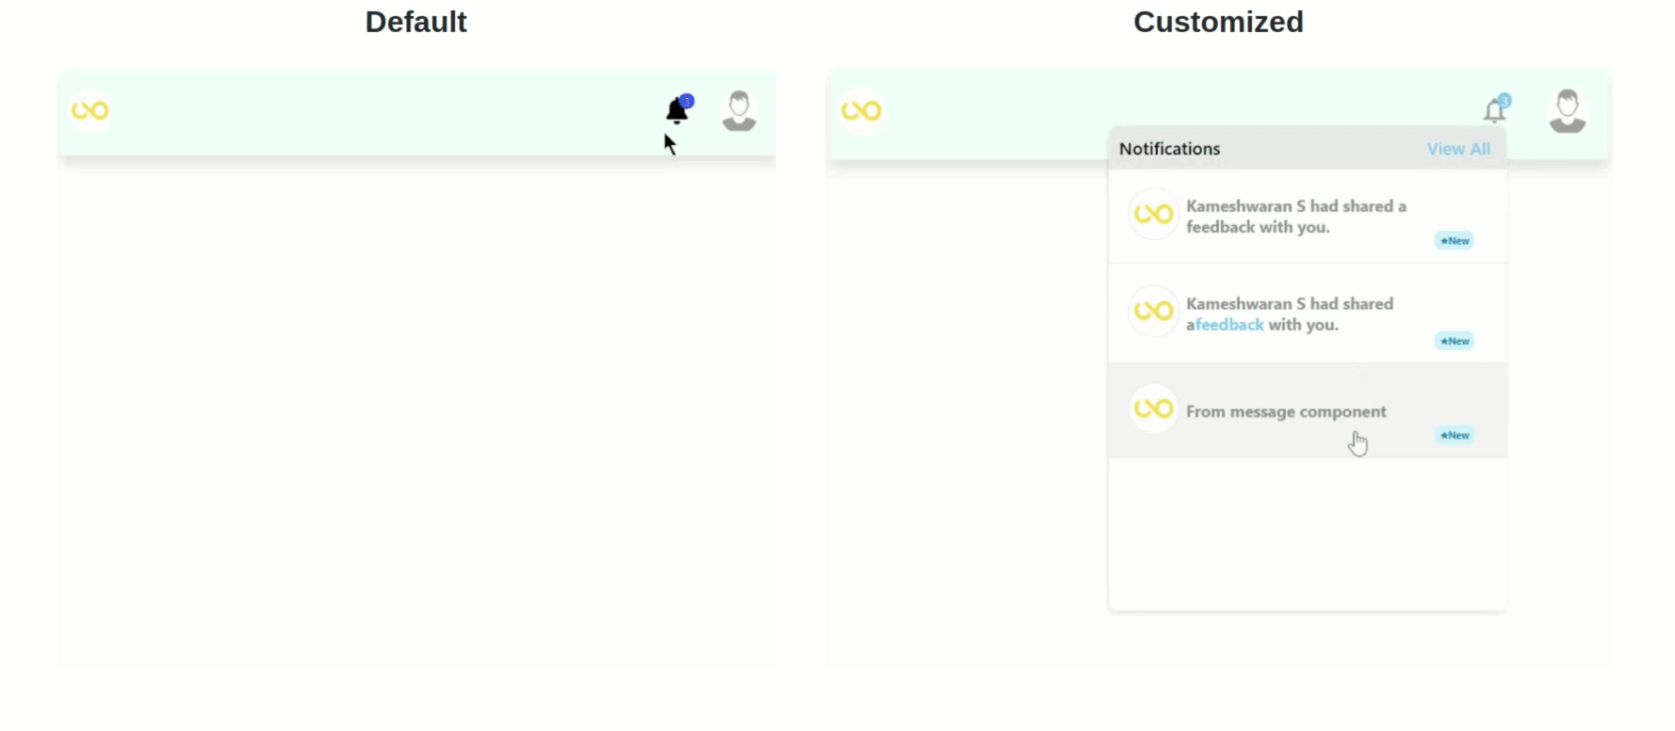 Default
Customized
3
3
Notifications
View All
Kameshwaran S had shared a
feedback with you.
★New
Kameshwaran S had shared
afeedback with you.
★New
From message component
★New